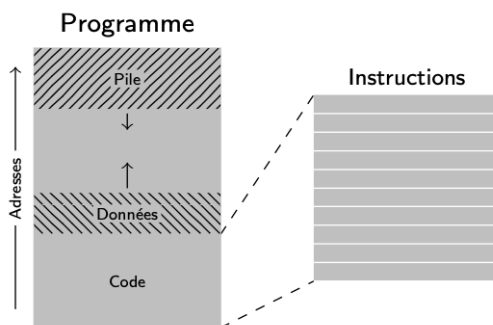 Programme
Pile
Instructions
Adresses
Données
Code